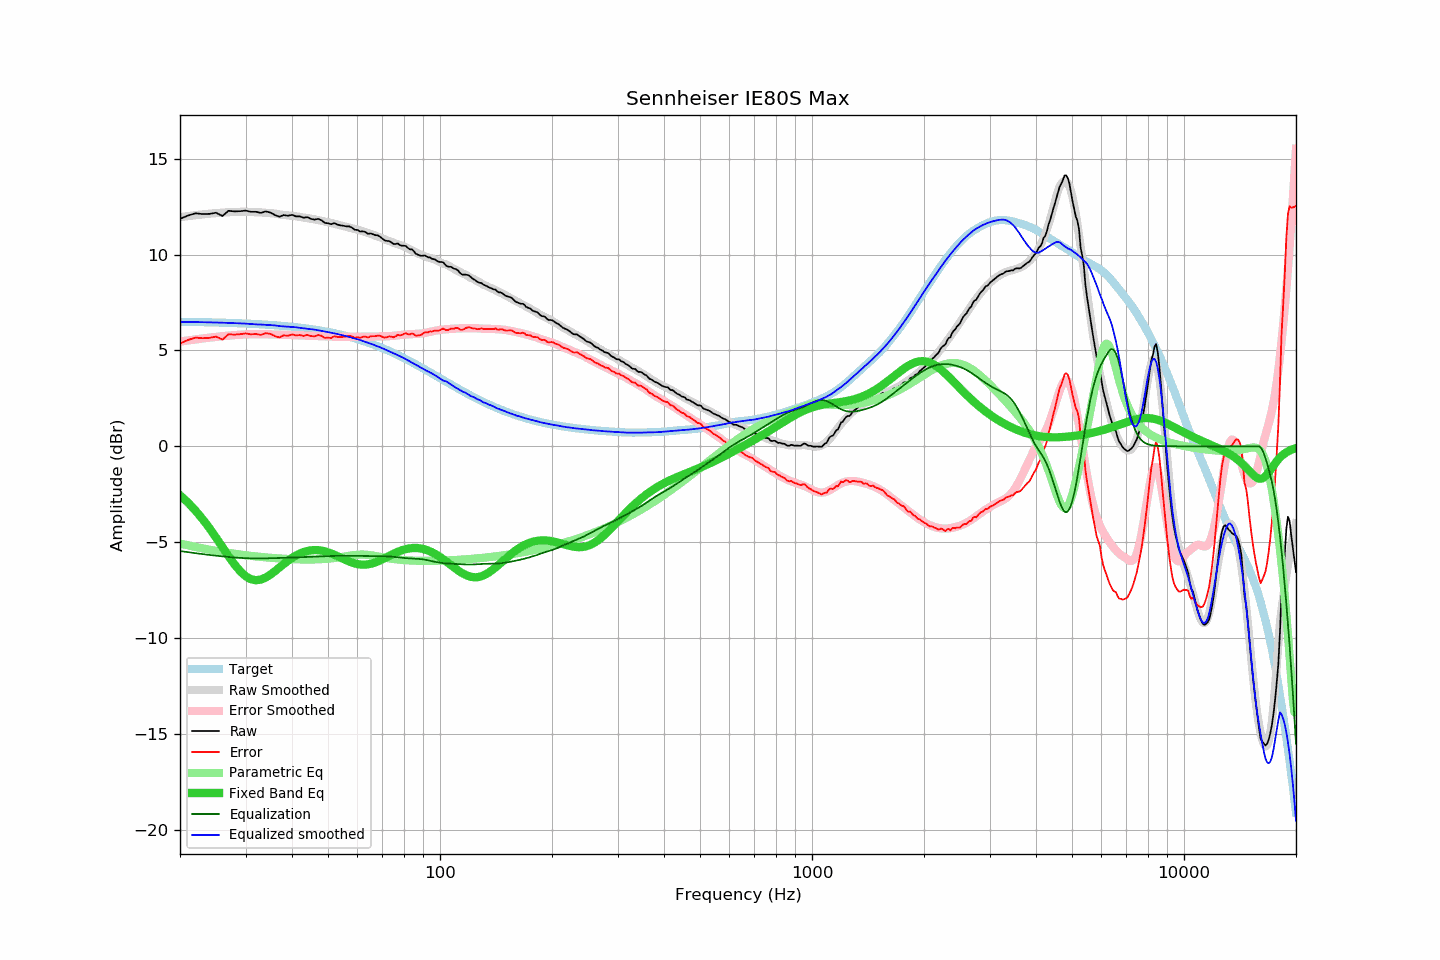 Sennheiser IE80S Max
Amplitude (dBr)
15
10
5
0
−5
−10
−15
−20
Target
Raw Smoothed
Error Smoothed
Raw
Error
Parametric Eq
Fixed Band Eq
Equalization
Equalized smoothed
100 1000 10000
Frequency (Hz)